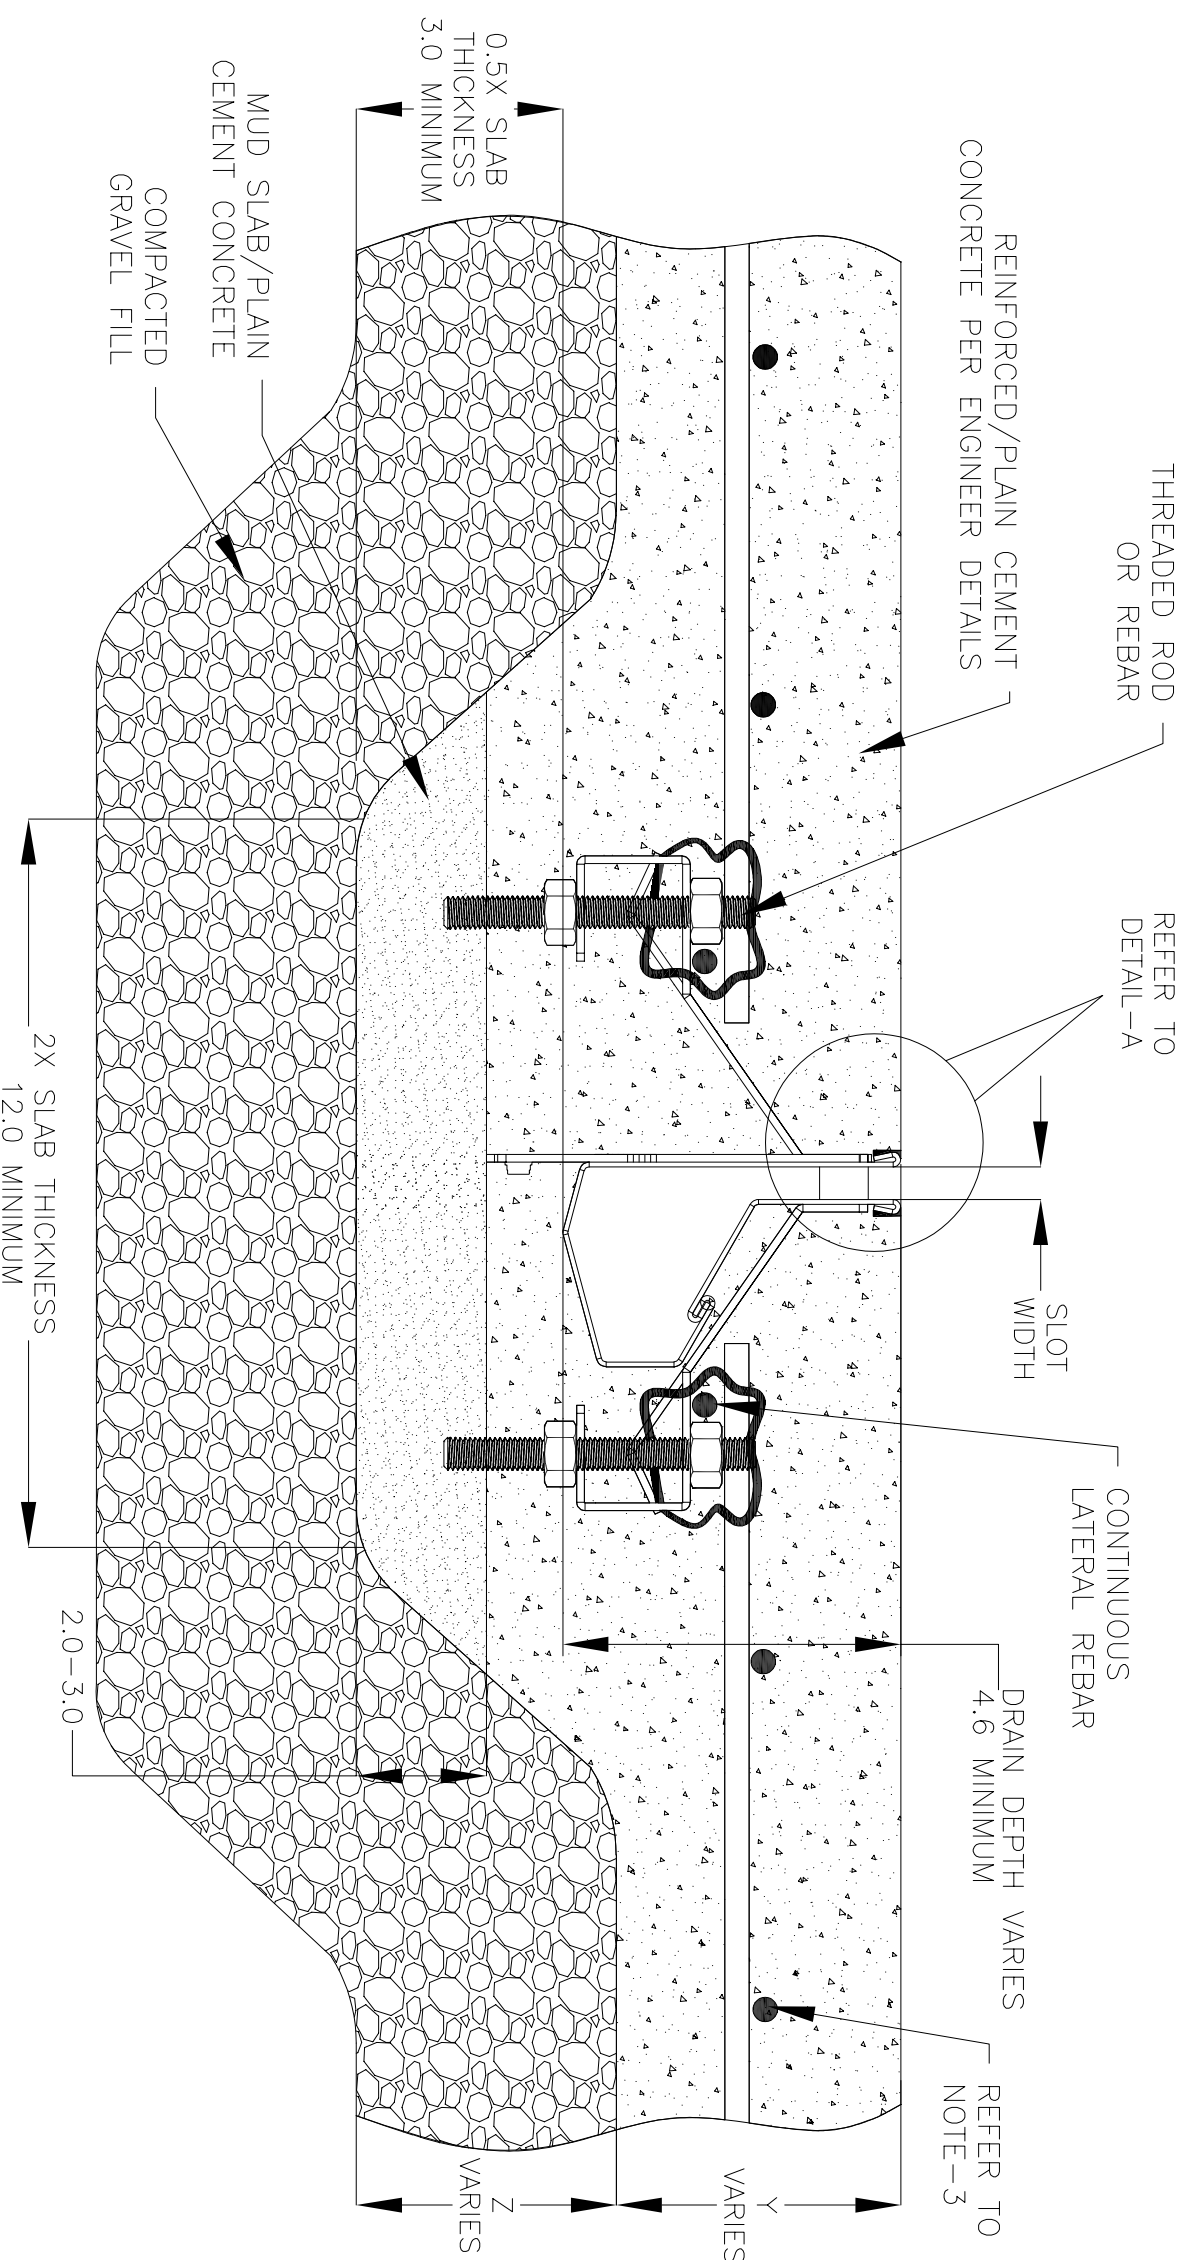 THREADED ROD
OR REBAR
REFER TO
DETAIL-A
REINFORCED/PLAIN CEMENT
CONCRETE PER ENGINEER DETAILS
SLOT
WIDTH
CONTINUOUS
LATERAL REBAR
DRAIN DEPTH VARIES
4.6 MINIMUM
REFER TO
NOTE-3
0.5X SLAB
THICKNESS
3.0 MINIMUM
Y
VARIES
Z
VARIES
MUD SLAB/PLAIN
CEMENT CONCRETE
COMPACTED
GRAVEL FILL
2.0-3.0
2X SLAB THICKNESS
12.0 MINIMUM